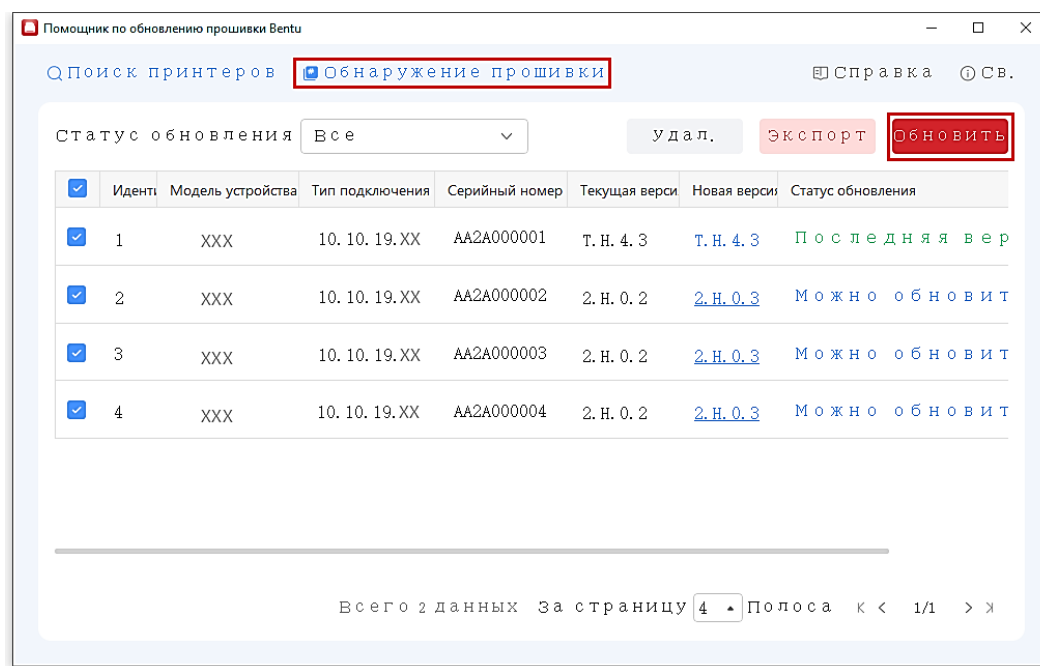 Помощник по обновлению прошивки Bentu
Поиск принтеров Обнаружение прошивки Справка Св.
Статус обновления Все Удал. Экспорт Обновить
Иденти Модель устройства Тип подключения Серийный номер Текущая верси Новая версия Статус обновления
1 XXX 10.10.19.XX AA2A000001 T.H.4.3 T.H.4.3 Последняя вер
2 XXX 10.10.19.XX AA2A000002 2.H.0.2 2.H.0.3 Можно обновит
3 XXX 10.10.19.XX AA2A000003 2.H.0.2 2.H.0.3 Можно обновит
4 XXX 10.10.19.XX AA2A000004 2.H.0.2 2.H.0.3 Можно обновит
Всего 2 данных За страницу 4 Полоса 1/1